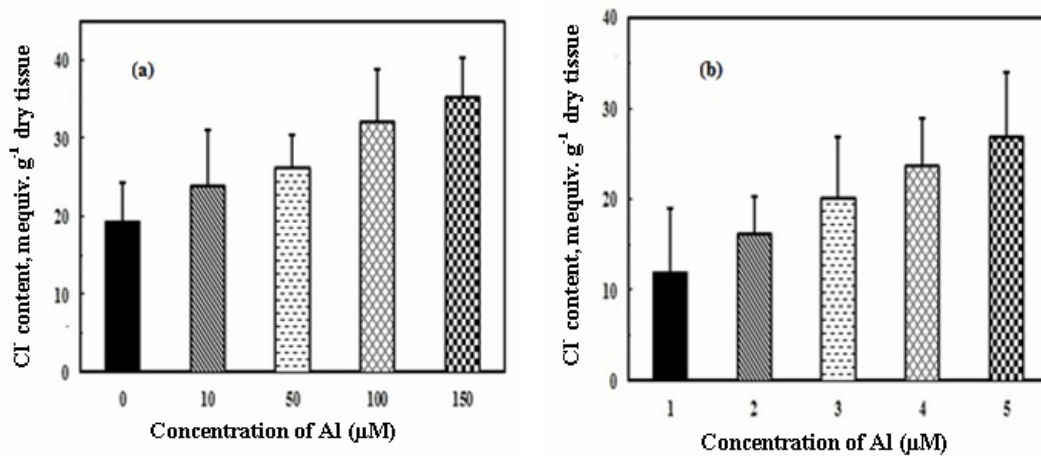 Cl⁻ content, mequiv. g⁻¹ dry tissue
(a)
40
30
20
10
0
0 10 50 100 150
Concentration of Al (µM)
Cl⁻ content, mequiv. g⁻¹ dry tissue
(b)
40
30
20
10
0
1 2 3 4 5
Concentration of Al (µM)